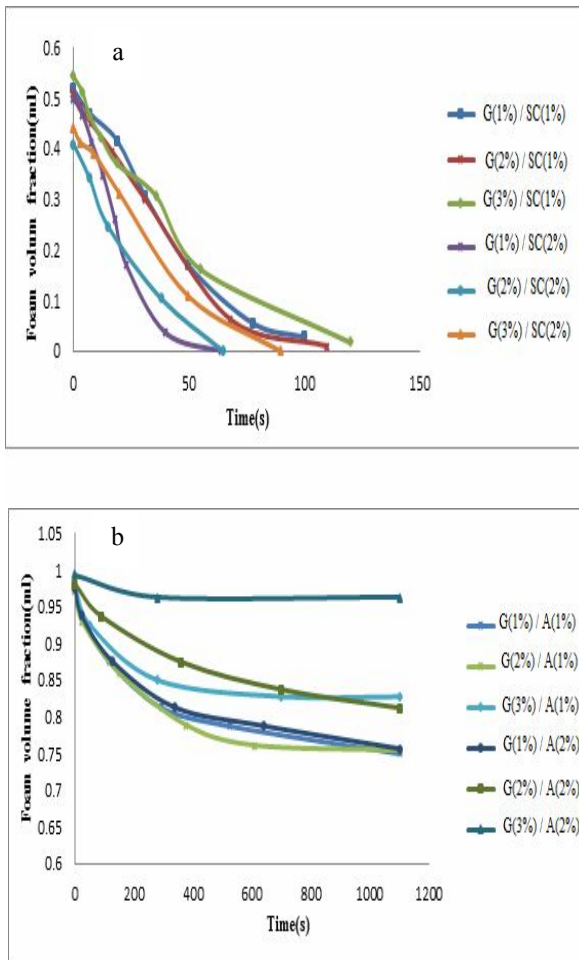 a
Foam volum fraction(ml)
0.6
0.5
0.4
0.3
0.2
0.1
0
0 50 100 150
Time(s)
G(1%) / SC(1%)
G(2%) / SC(1%)
G(3%) / SC(1%)
G(1%) / SC(2%)
G(2%) / SC(2%)
G(3%) / SC(2%)
b
Foam volume fraction(ml)
1.05
1
0.95
0.9
0.85
0.8
0.75
0.7
0.65
0.6
0 200 400 600 800 1000 1200
Time(s)
G(1%) / A(1%)
G(2%) / A(1%)
G(3%) / A(1%)
G(1%) / A(2%)
G(2%) / A(2%)
G(3%) / A(2%)